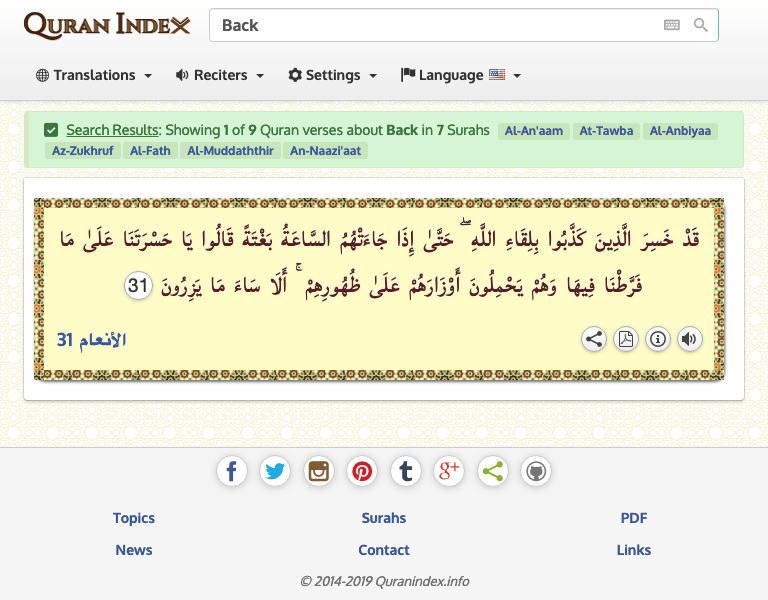 QURAN INDEX
Back
Translations Reciters Settings Language
Search Results: Showing 1 of 9 Quran verses about Back in 7 Surahs Al-An'aam At-Tawba Al-Anbiyaa
Az-Zukhruf Al-Fath Al-Muddaththir An-Naazi'aat
قَدْ خَسِرَ الَّذِينَ كَذَّبُوا بِلِقَاءِ اللَّهِ ۖ حَتَّىٰ إِذَا جَاءَتْهُمُ السَّاعَةُ بَغْتَةً قَالُوا يَا حَسْرَتَنَا عَلَىٰ مَا
فَرَّطْنَا فِيهَا وَهُمْ يَحْمِلُونَ أَوْزَارَهُمْ عَلَىٰ ظُهُورِهِمْ ۚ أَلَا سَاءَ مَا يَزِرُونَ 31
الأنعام 31
Topics Surahs PDF
News Contact Links
© 2014-2019 Quranindex.info